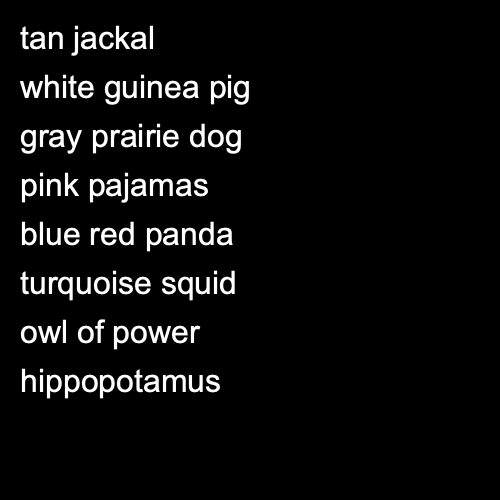 tan jackal
white guinea pig
gray prairie dog
pink pajamas
blue red panda
turquoise squid
owl of power
hippopotamus